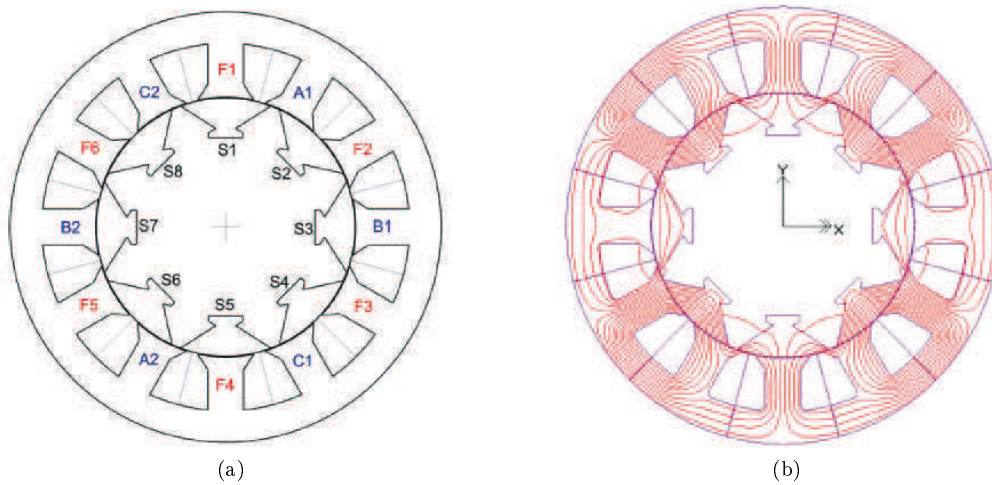 F1
C2 A1
F6 F2
S1
S8 S2
B2 S7 S3 B1
S6 S4
S5
F5 F3
A2 C1
F4
Y
X
(a) (b)